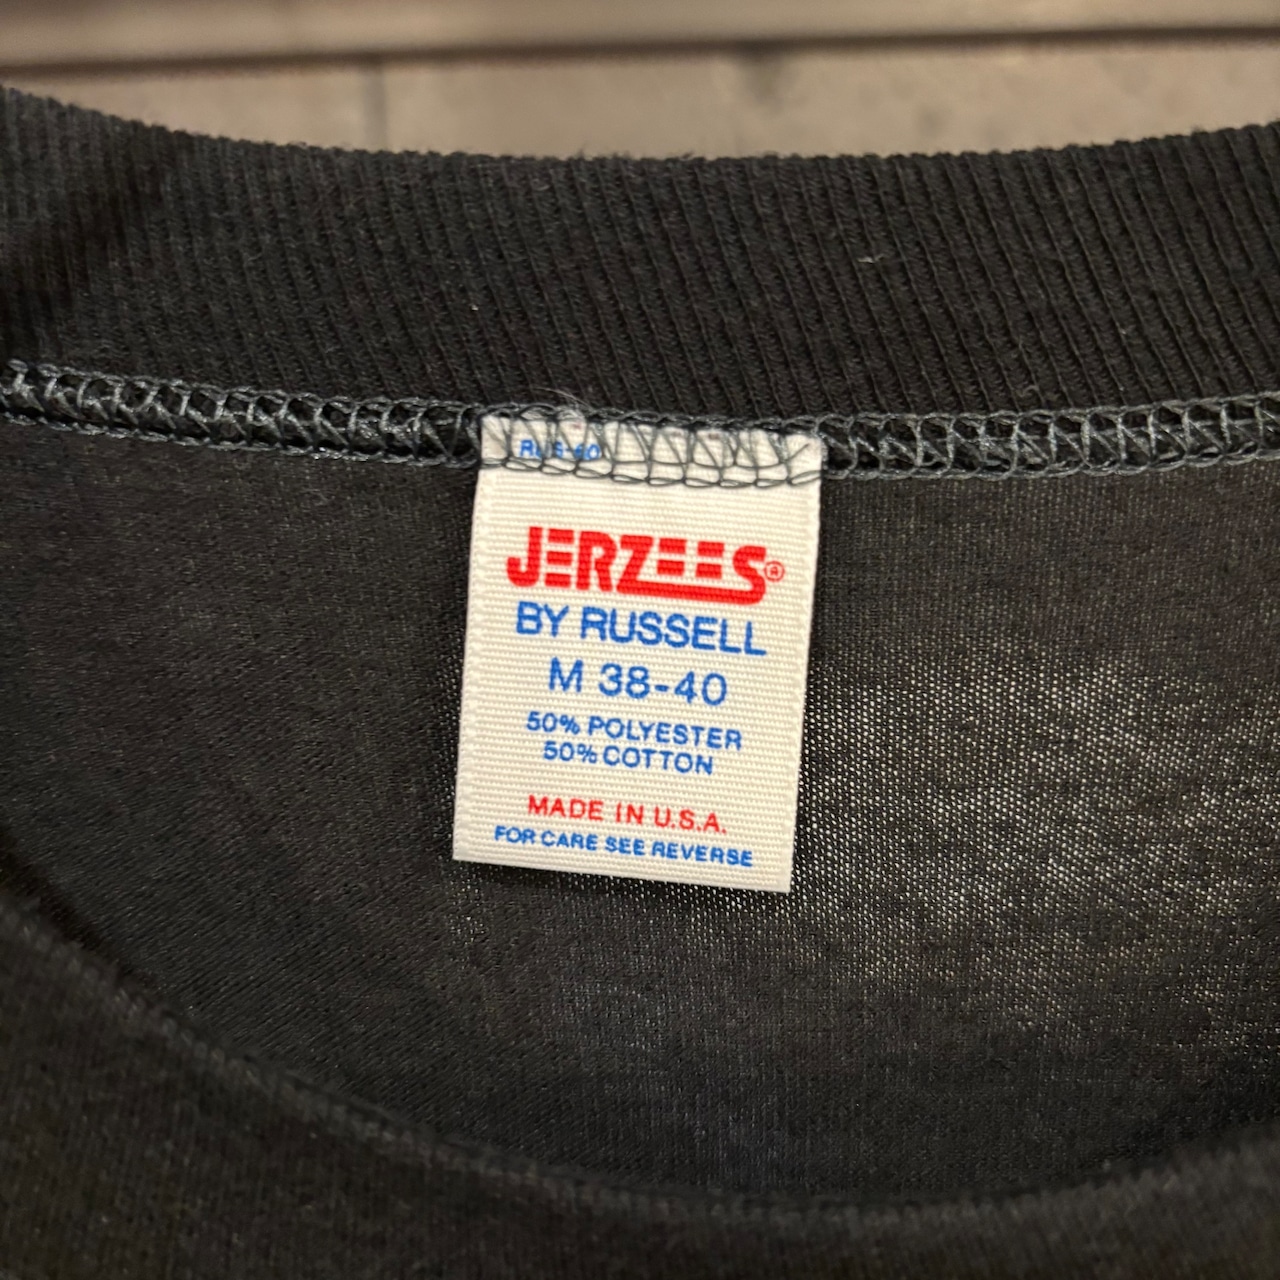 JERZEES®
BY RUSSELL
M 38-40
50% POLYESTER
50% COTTON
MADE IN U.S.A.
FOR CARE SEE REVERSE